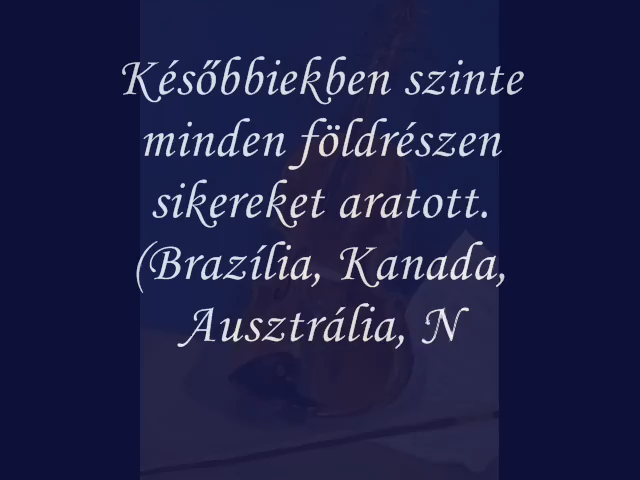 Későbbiekben szinte
minden földrészen
sikereket aratott.
(Brazília, Kanada,
Ausztrália, N